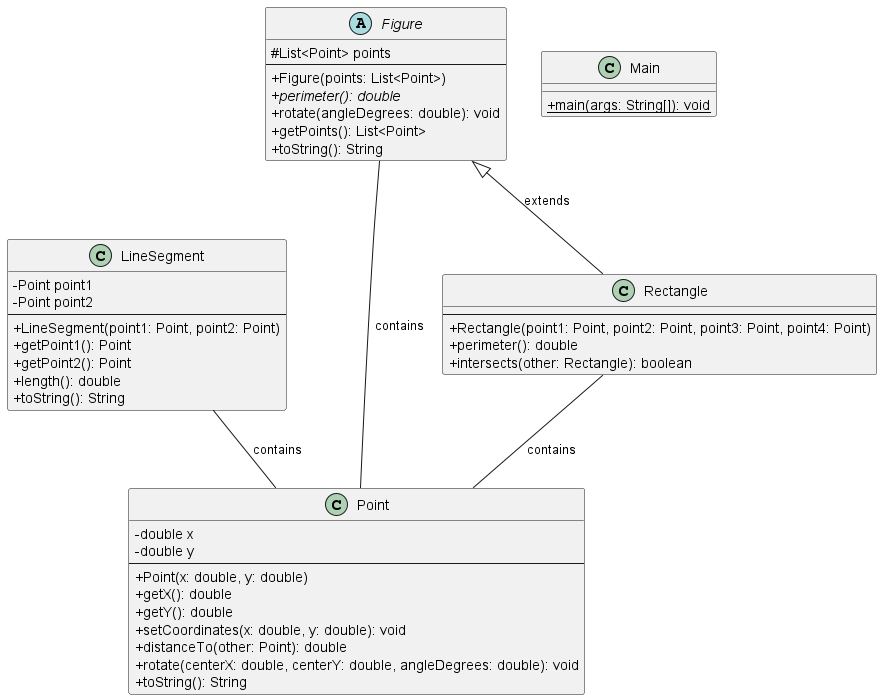 A Figure
#List<Point> points
+Figure(points: List<Point>)
+perimeter(): double
+rotate(angleDegrees: double): void
+getPoints(): List<Point>
+toString(): String
C Main
+main(args: String[]): void
extends
C LineSegment
-Point point1
-Point point2
+LineSegment(point1: Point, point2: Point)
+getPoint1(): Point
+getPoint2(): Point
+length(): double
+toString(): String
C Rectangle
+Rectangle(point1: Point, point2: Point, point3: Point, point4: Point)
+perimeter(): double
+intersects(other: Rectangle): boolean
contains
contains
contains
C Point
-double x
-double y
+Point(x: double, y: double)
+getX(): double
+getY(): double
+setCoordinates(x: double, y: double): void
+distanceTo(other: Point): double
+rotate(centerX: double, centerY: double, angleDegrees: double): void
+toString(): String